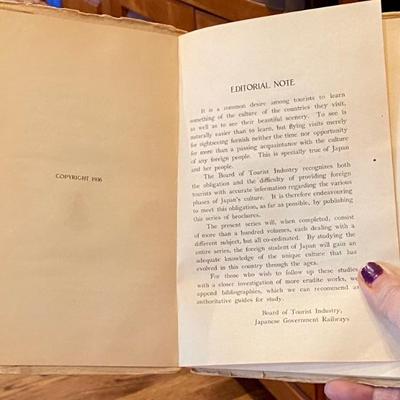 COPYRIGHT 1936
EDITORIAL NOTE
It is a common desire among tourists to learn
something of the culture of the countries they visit,
as well as to see their beautiful scenery. To see is
naturally easier than to learn, but flying visits merely
for sightseeing furnish neither the time nor opportunity
for more than a passing acquaintance with the culture
of any foreign people. This is specially true of Japan
and her people.
The Board of Tourist Industry recognizes both
the obligation and the difficulty of providing foreign
tourists with accurate information regarding the various
phases of Japan's culture. It is therefore endeavouring
to meet this obligation, as far as possible, by publishing
this series of brochures.
The present series will, when completed, consist
of more than a hundred volumes, each dealing with a
different subject, but all co-ordinated. By studying the
entire series, the foreign student of Japan will gain an
adequate knowledge of the unique culture that has
evolved in this country through the ages.
For those who wish to follow up these studies
with a closer investigation of more erudite works, we
append bibliographies, which we can recommend as
authoritative guides for study.
Board of Tourist Industry,
Japanese Government Railways